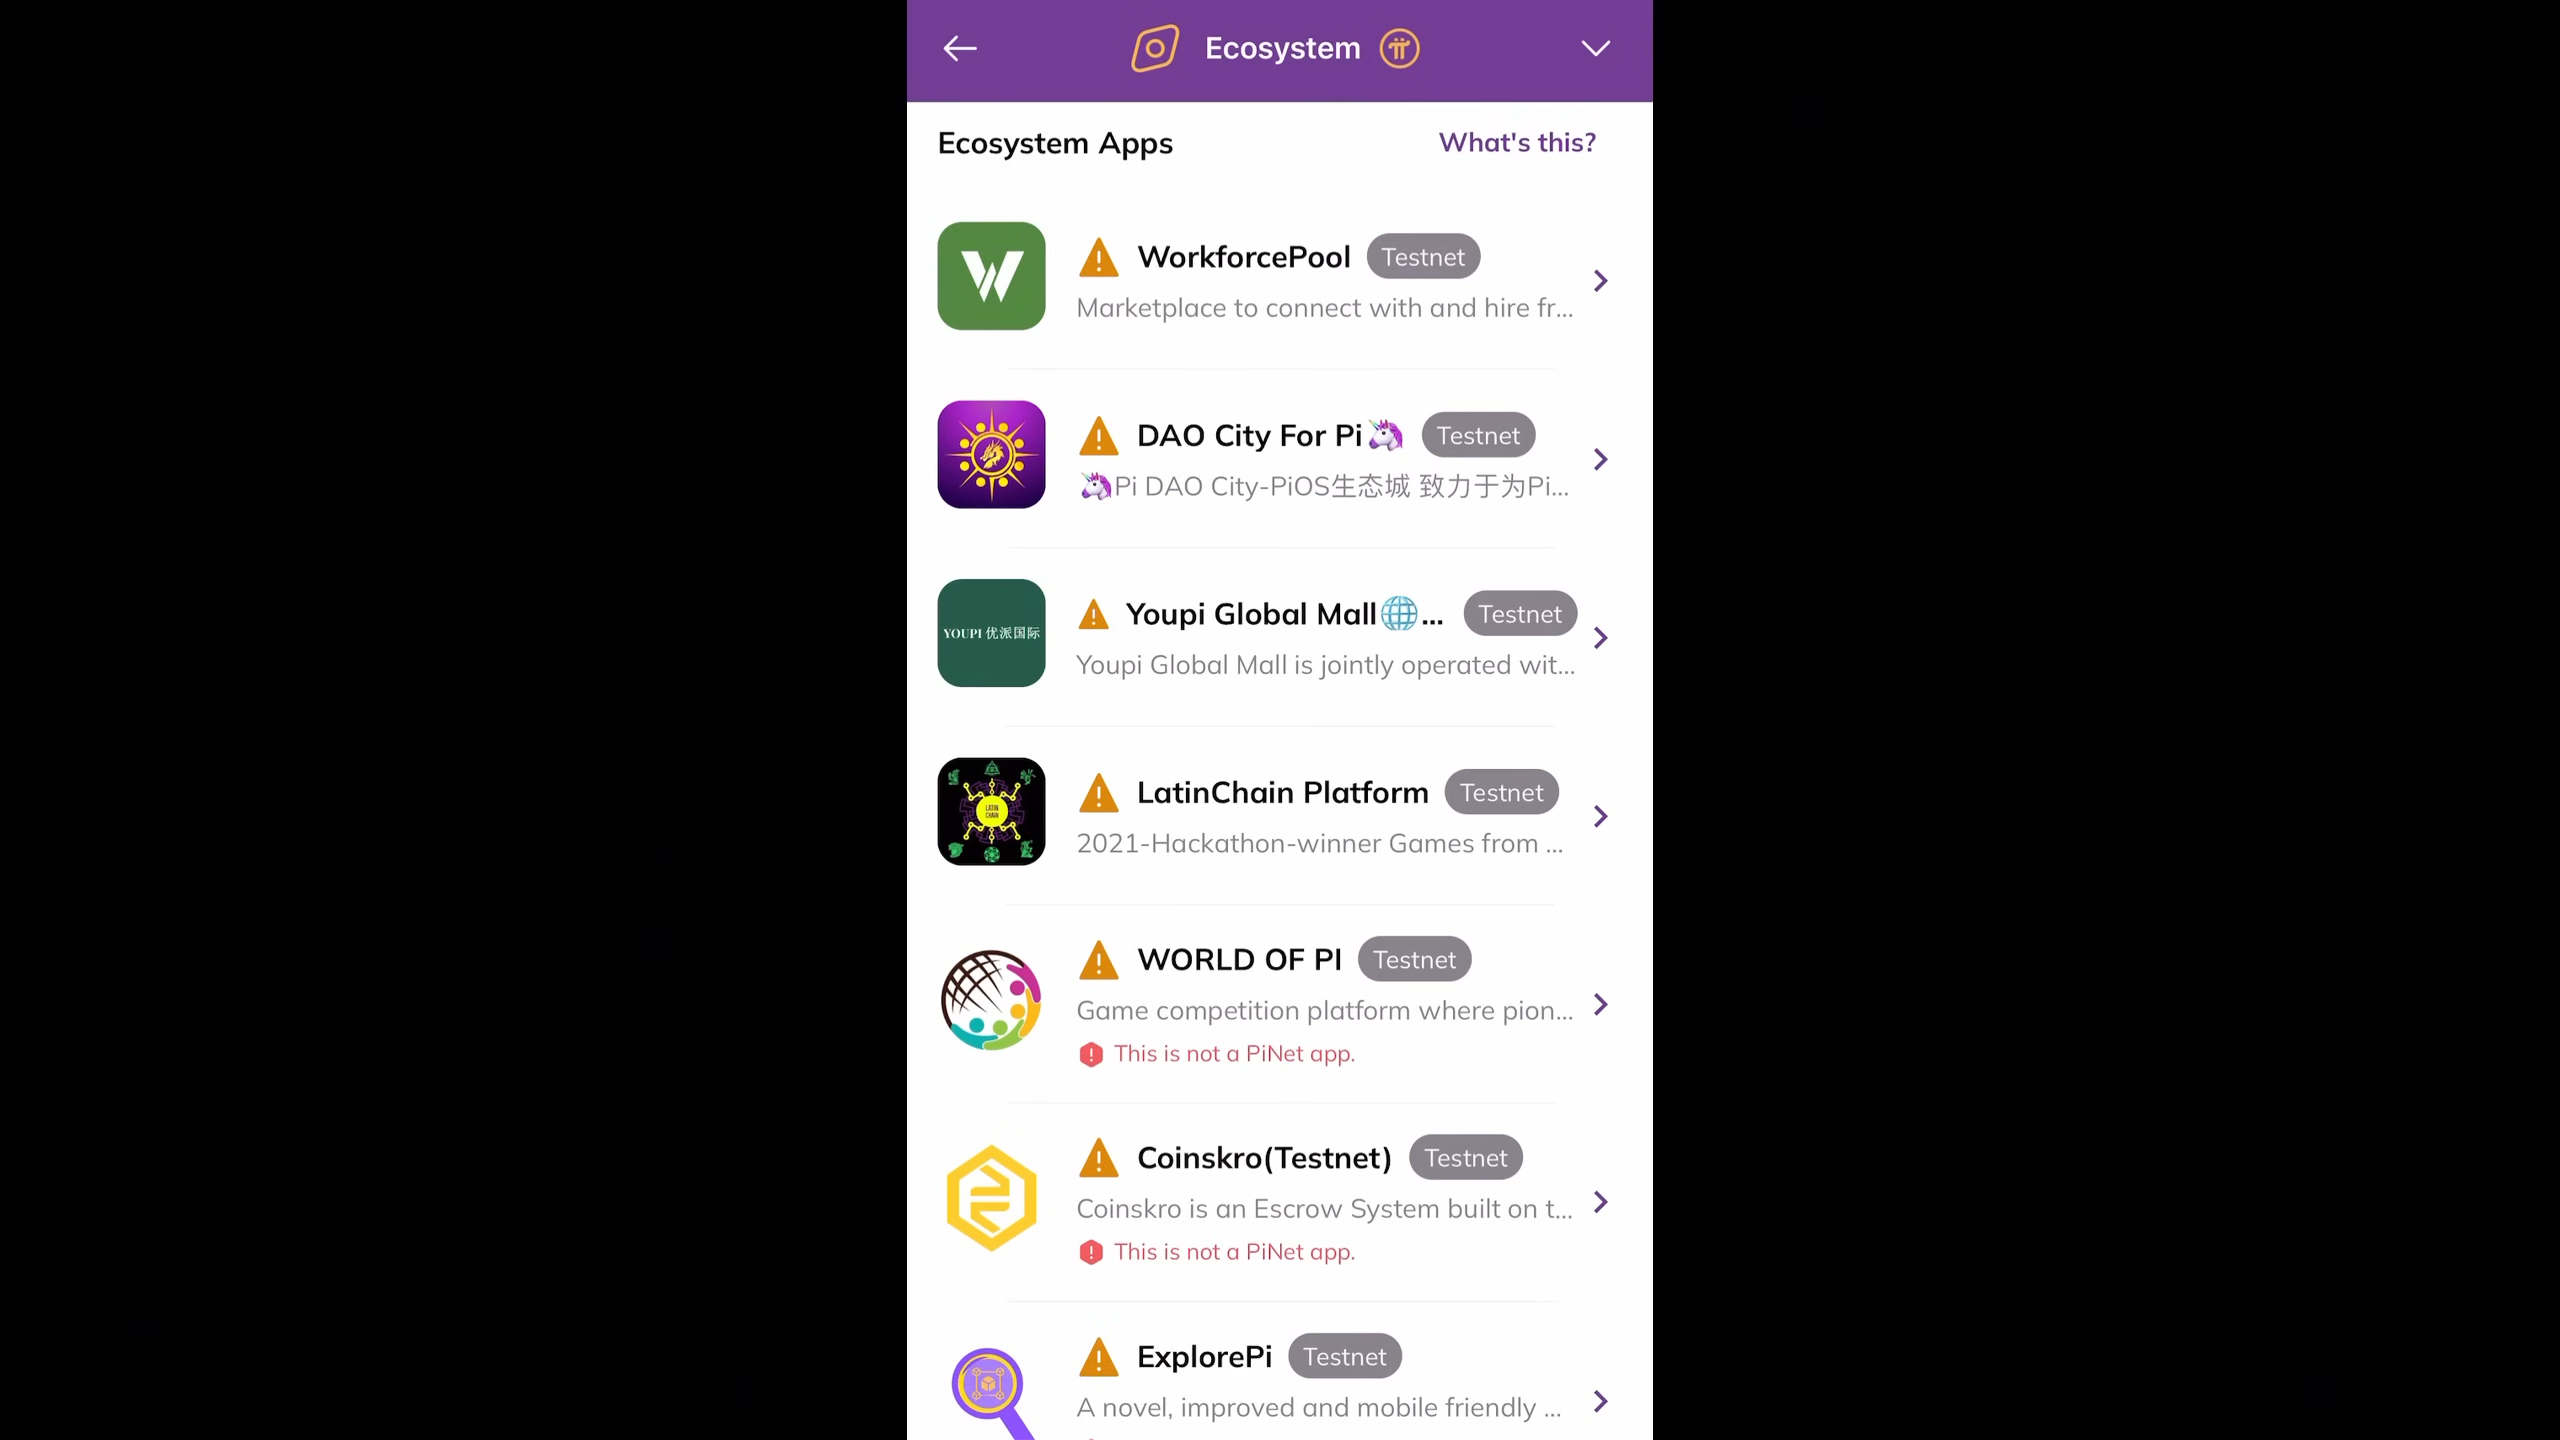 Ecosystem
Ecosystem Apps
What's this?
WorkforcePool Testnet
Marketplace to connect with and hire fr...
DAO City For Pi🦄 Testnet
🦄Pi DAO City-PiOS生态城 致力于为Pi...
YOUPI 优派国际
Youpi Global Mall🌐... Testnet
Youpi Global Mall is jointly operated wit...
LATIN
CHAIN
LatinChain Platform Testnet
2021-Hackathon-winner Games from ...
WORLD OF PI Testnet
Game competition platform where pion...
This is not a PiNet app.
Coinskro(Testnet) Testnet
Coinskro is an Escrow System built on t...
This is not a PiNet app.
ExplorePi Testnet
A novel, improved and mobile friendly ...